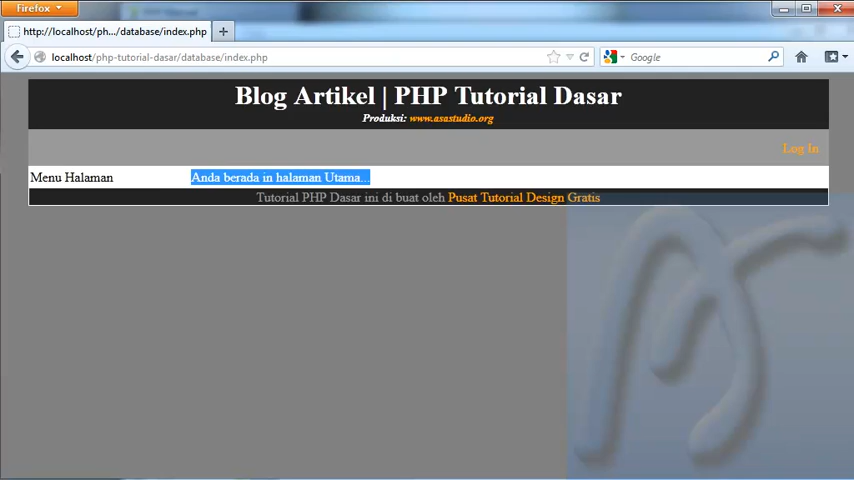 Firefox
http://localhost/ph.../database/index.php
localhost/php-tutorial-dasar/database/index.php
Google
Blog Artikel | PHP Tutorial Dasar
Produksi: www.asastudio.org
Log In
Menu Halaman
Anda berada in halaman Utama...
Tutorial PHP Dasar ini di buat oleh Pusat Tutorial Design Gratis